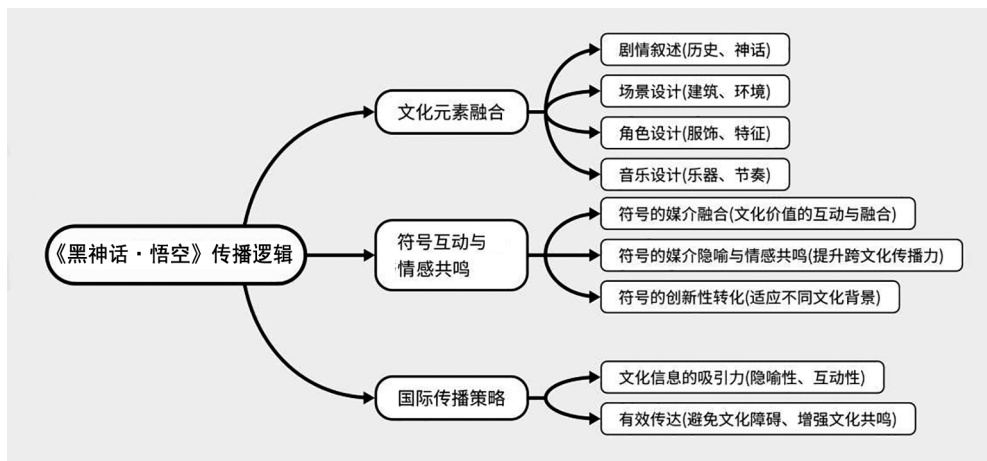 《黑神话·悟空》传播逻辑
文化元素融合
剧情叙述(历史、神话)
场景设计(建筑、环境)
角色设计(服饰、特征)
音乐设计(乐器、节奏)
符号互动与
情感共鸣
符号的媒介融合(文化价值的互动与融合)
符号的媒介隐喻与情感共鸣(提升跨文化传播力)
符号的创新性转化(适应不同文化背景)
国际传播策略
文化信息的吸引力(隐喻性、互动性)
有效传达(避免文化障碍、增强文化共鸣)